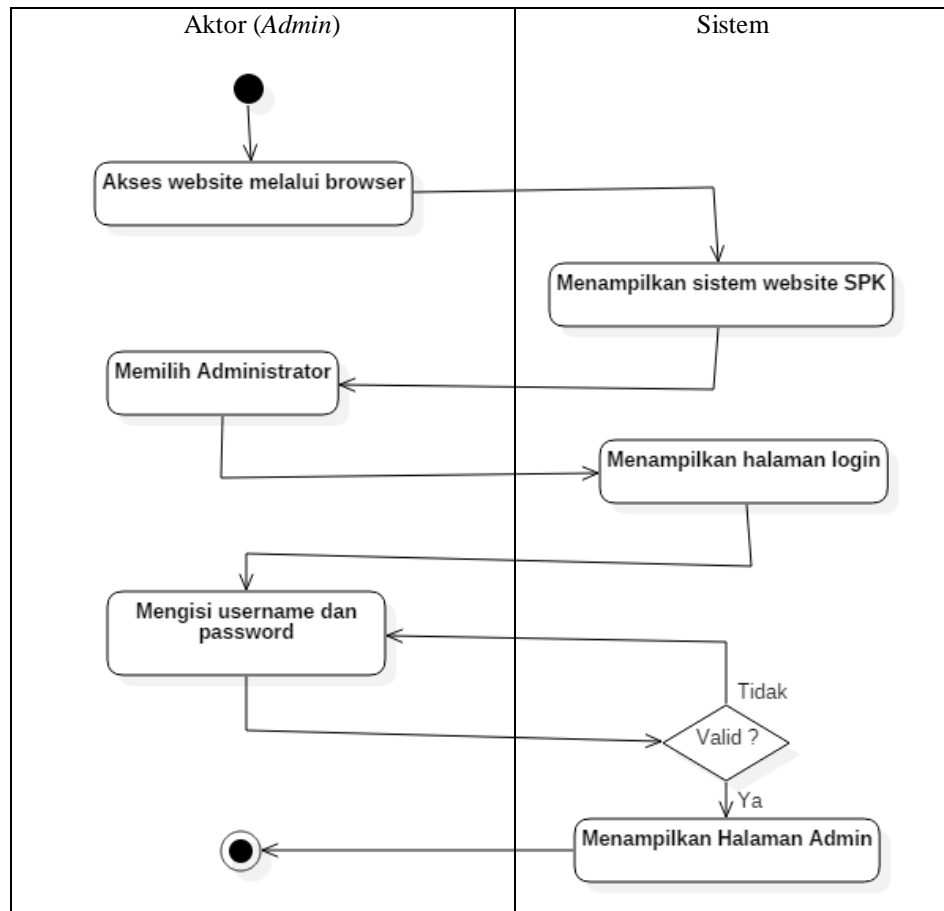 Aktor (Admin)
Sistem
Akses website melalui browser
Menampilkan sistem website SPK
Memilih Administrator
Menampilkan halaman login
Mengisi username dan
password
Tidak
Valid ?
Ya
Menampilkan Halaman Admin